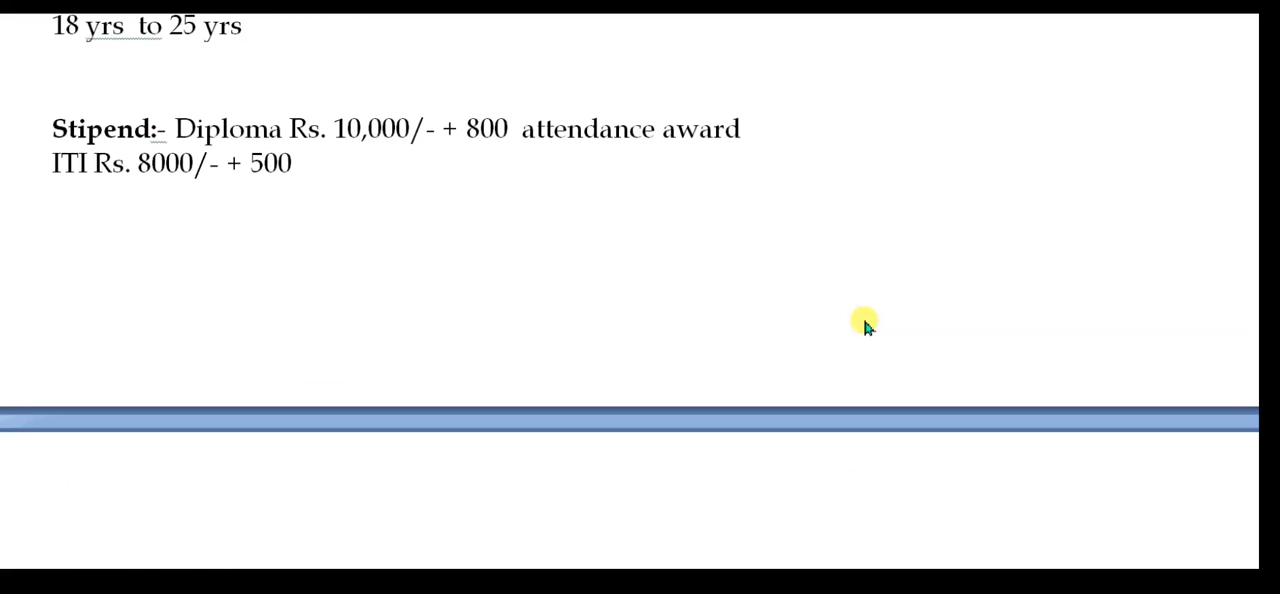 18 yrs  to 25 yrs
Stipend:- Diploma Rs. 10,000/- + 800  attendance award
ITI Rs. 8000/- + 500